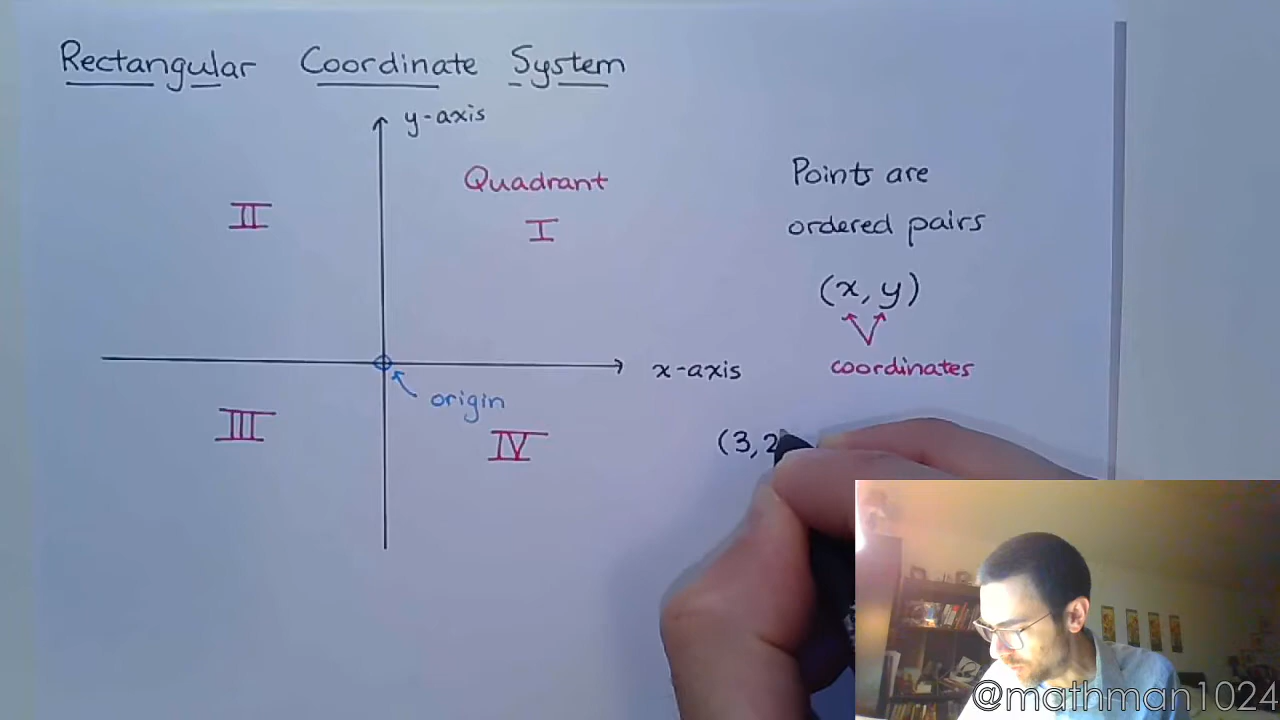 Rectangular Coordinate System
y-axis
Quadrant
I
II
III
IV
x-axis
origin
Points are
ordered pairs
(x, y)
coordinates
(3, 2
@mathman1024